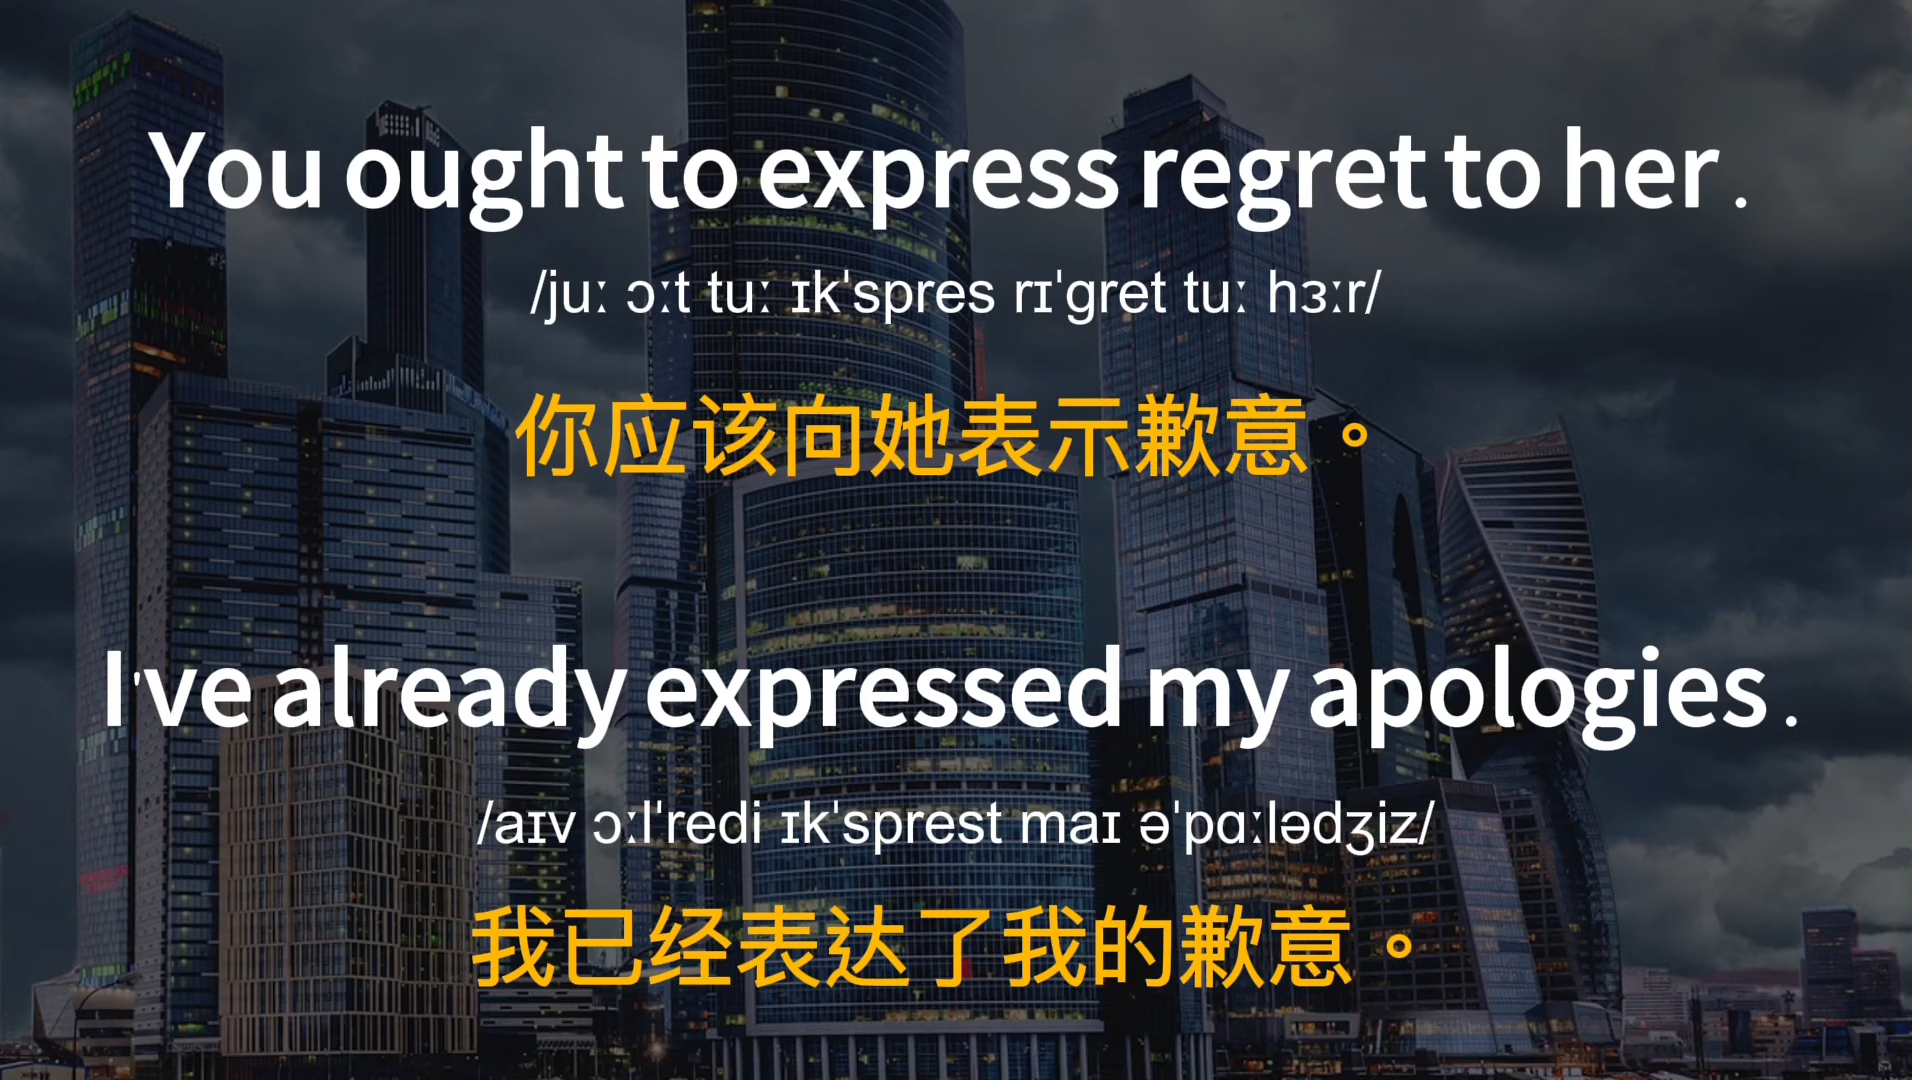 You ought to express regret to her.
/juː ɔːt tuː ɪkˈspres rɪˈɡret tuː hɜːr/
你应该向她表示歉意。
I've already expressed my apologies.
/aɪv ɔːlˈredi ɪkˈsprest maɪ əˈpɑːlədʒiz/
我已经表达了我的歉意。